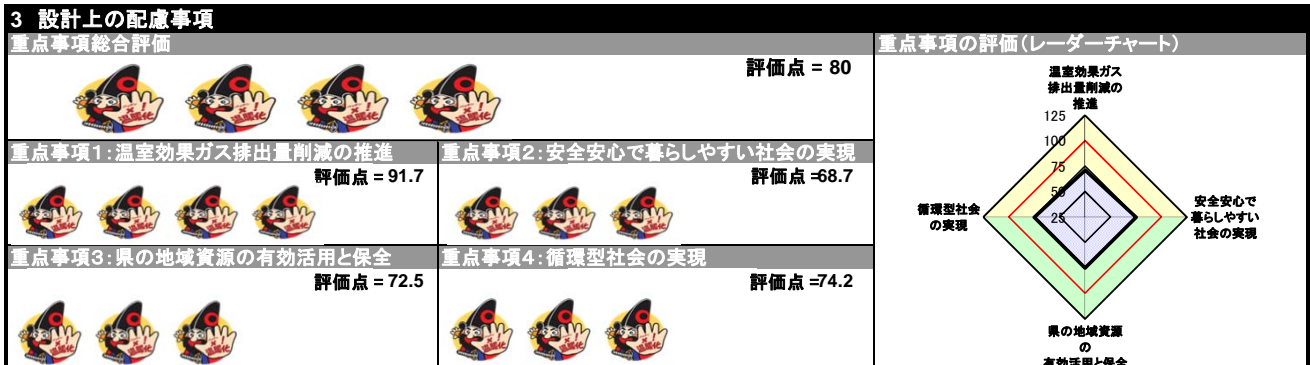 3 設計上の配慮事項
重点事項総合評価
評価点 = 80
重点事項1:温室効果ガス排出量削減の推進
評価点 = 91.7
重点事項2:安全安心で暮らしやすい社会の実現
評価点 =68.7
重点事項3:県の地域資源の有効活用と保全
評価点 = 72.5
重点事項4:循環型社会の実現
評価点 =74.2
重点事項の評価(レーダーチャート)
温室効果ガス
排出量削減の
推進
125
100
75
50
25
安全安心で
暮らしやすい
社会の実現
循環型社会
の実現
県の地域資源
の
有効活用と保全